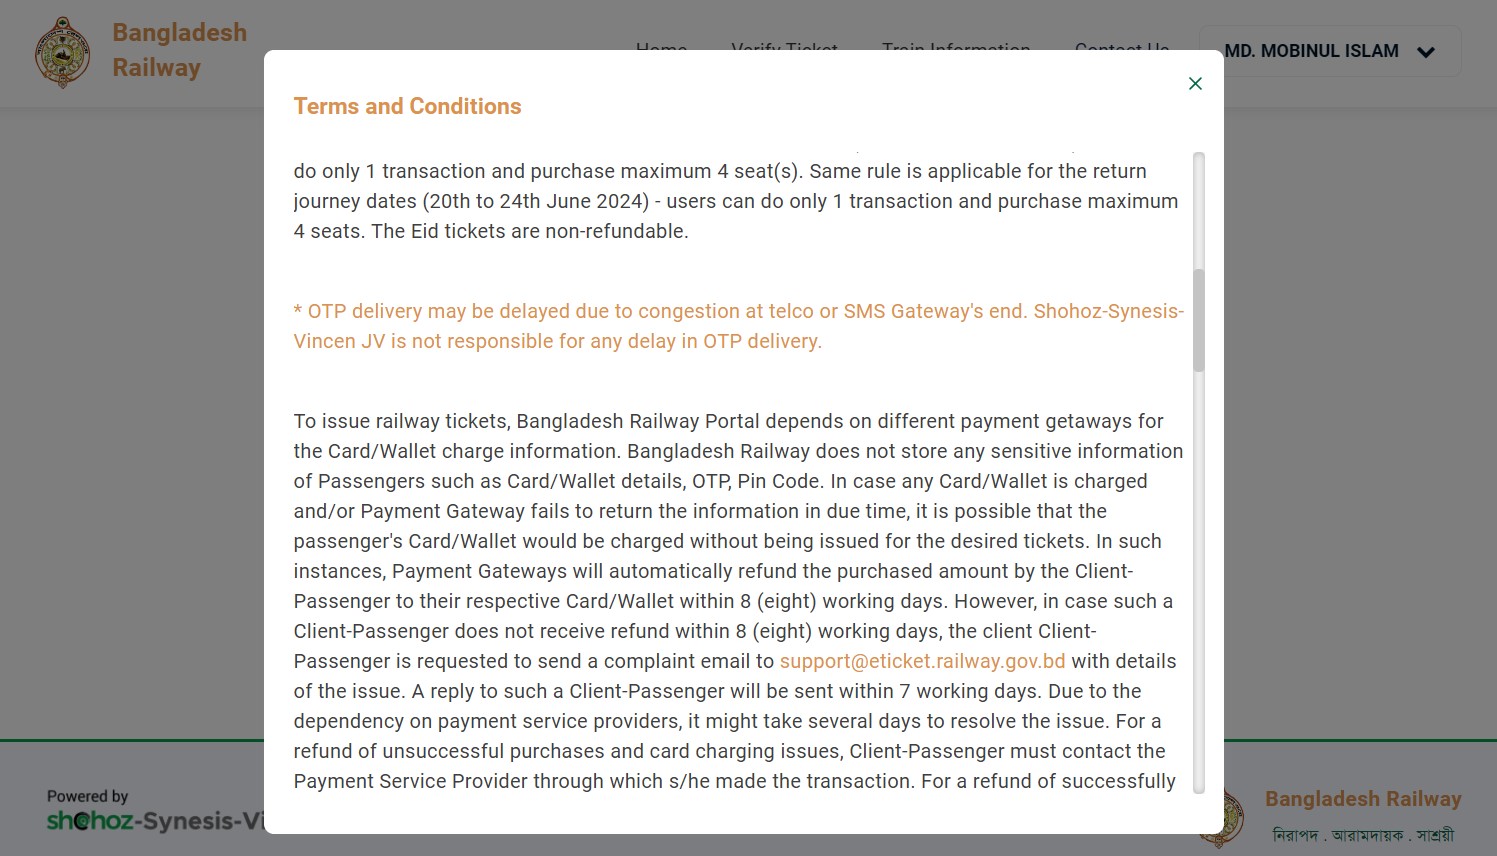 Bangladesh
Railway
Home Verify Ticket Train Information Contact Us MD. MOBINUL ISLAM
Terms and Conditions
do only 1 transaction and purchase maximum 4 seat(s). Same rule is applicable for the return
journey dates (20th to 24th June 2024) - users can do only 1 transaction and purchase maximum
4 seats. The Eid tickets are non-refundable.
* OTP delivery may be delayed due to congestion at telco or SMS Gateway's end. Shohoz-Synesis-
Vincen JV is not responsible for any delay in OTP delivery.
To issue railway tickets, Bangladesh Railway Portal depends on different payment getaways for
the Card/Wallet charge information. Bangladesh Railway does not store any sensitive information
of Passengers such as Card/Wallet details, OTP, Pin Code. In case any Card/Wallet is charged
and/or Payment Gateway fails to return the information in due time, it is possible that the
passenger's Card/Wallet would be charged without being issued for the desired tickets. In such
instances, Payment Gateways will automatically refund the purchased amount by the Client-
Passenger to their respective Card/Wallet within 8 (eight) working days. However, in case such a
Client-Passenger does not receive refund within 8 (eight) working days, the client Client-
Passenger is requested to send a complaint email to support@eticket.railway.gov.bd with details
of the issue. A reply to such a Client-Passenger will be sent within 7 working days. Due to the
dependency on payment service providers, it might take several days to resolve the issue. For a
refund of unsuccessful purchases and card charging issues, Client-Passenger must contact the
Payment Service Provider through which s/he made the transaction. For a refund of successfully
Powered by
shohoz-Synesis-Vi
Bangladesh Railway
নিরাপদ . আরামদায়ক . সাশ্রয়ী